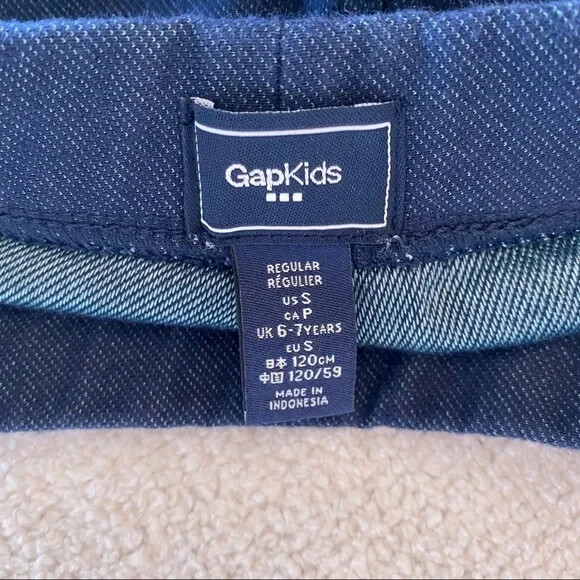 GapKids
REGULAR
RÉGULIER
US S
CA P
UK 6-7YEARS
EU S
日本 120CM
中国 120/59
MADE IN
INDONESIA